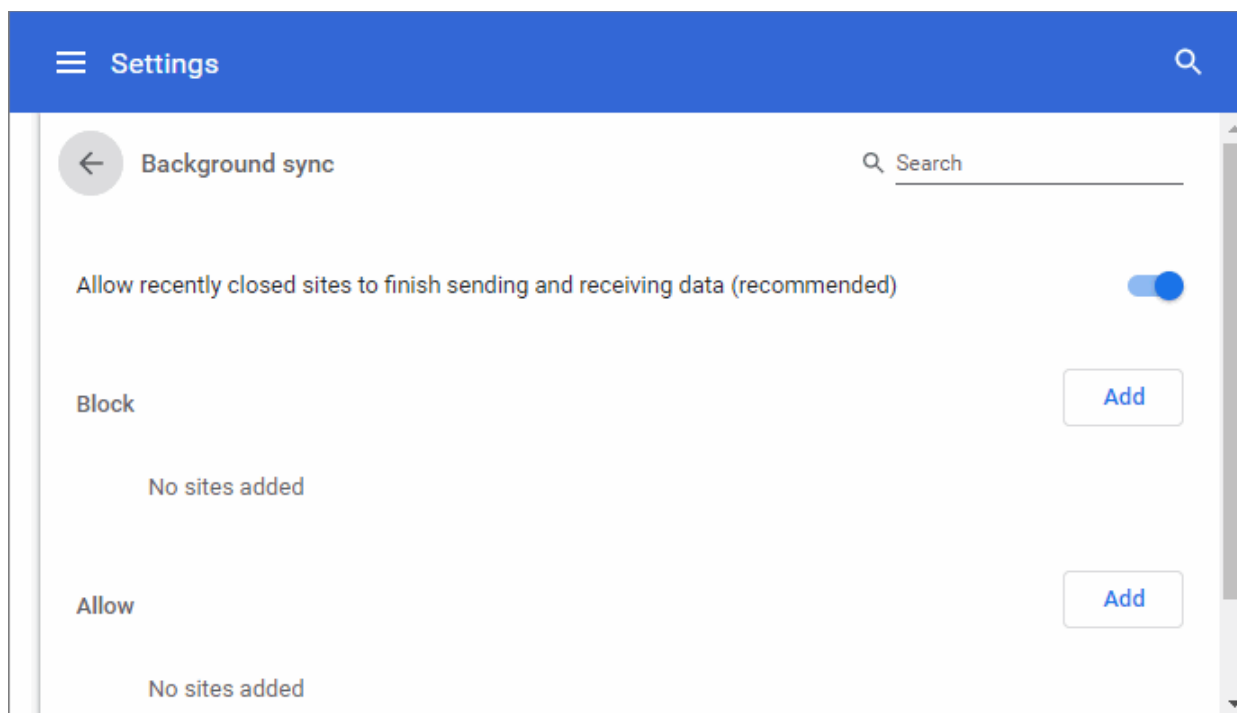 Settings
Background sync
Search
Allow recently closed sites to finish sending and receiving data (recommended)
Block
Add
No sites added
Allow
Add
No sites added